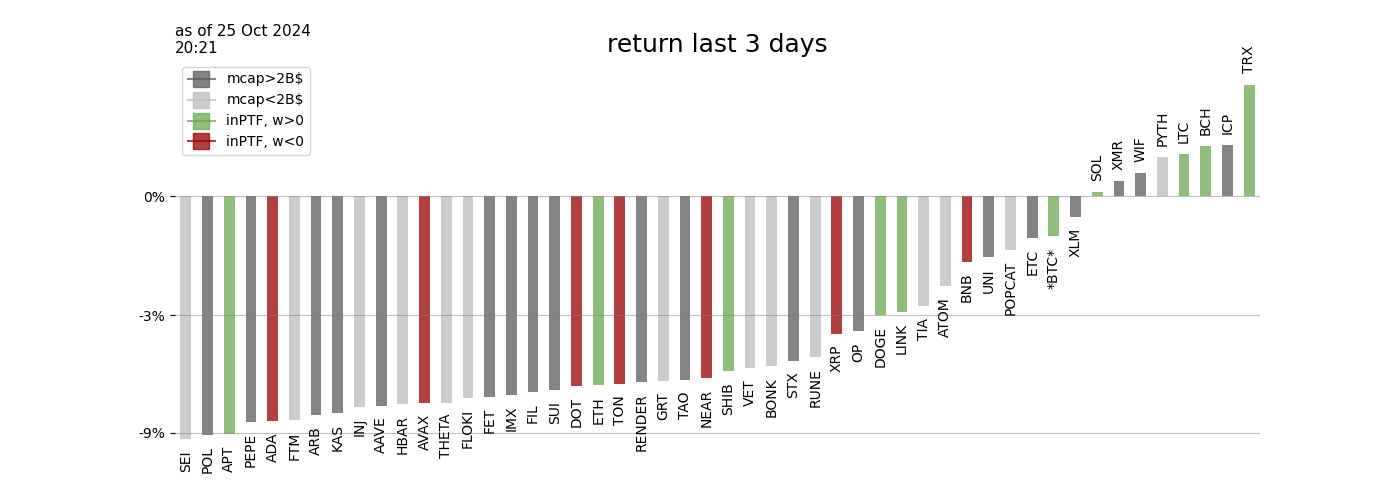 as of 25 Oct 2024
20:21
return last 3 days
mcap>2B$
mcap<2B$
inPTF, w>0
inPTF, w<0
0%
-3%
-9%
SEI
POL
APT
PEPE
ADA
FTM
ARB
KAS
INJ
AAVE
HBAR
AVAX
THETA
FLOKI
FET
IMX
FIL
SUI
DOT
ETH
TON
RENDER
GRT
TAO
NEAR
SHIB
VET
BONK
STX
RUNE
XRP
OP
DOGE
LINK
TIA
ATOM
BNB
UNI
POPCAT
ETC
*BTC*
XLM
SOL
XMR
WIF
PYTH
LTC
BCH
ICP
TRX